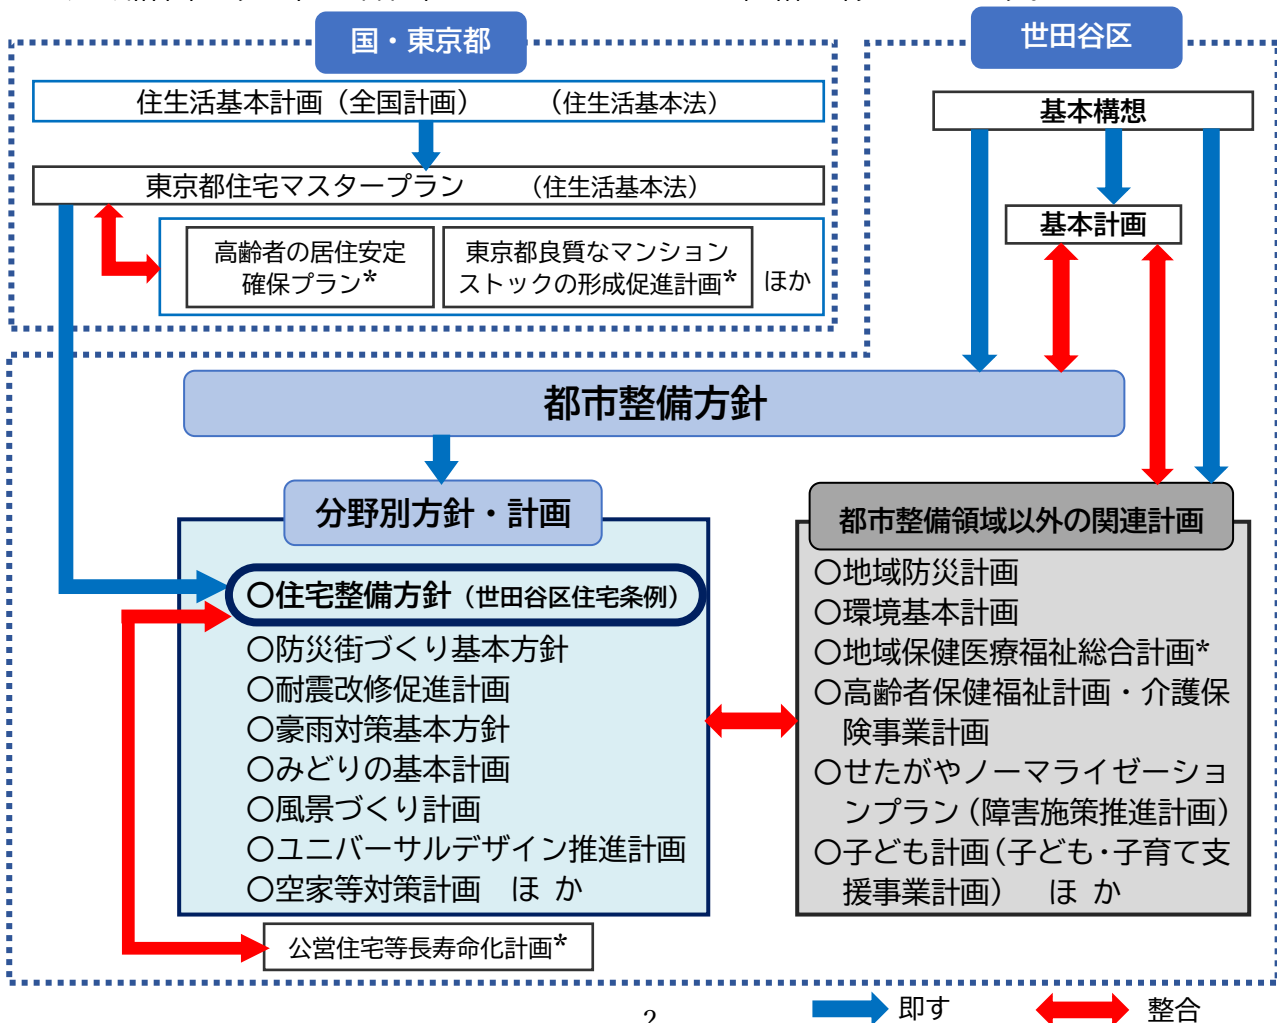 国・東京都
世田谷区
住生活基本計画（全国計画）　（住生活基本法）
東京都住宅マスタープラン　（住生活基本法）
高齢者の居住安定
確保プラン*
東京都良質なマンション
ストックの形成促進計画*
ほか
基本構想
基本計画
都市整備方針
分野別方針・計画
○住宅整備方針（世田谷区住宅条例）
○防災街づくり基本方針
○耐震改修促進計画
○豪雨対策基本方針
○みどりの基本計画
○風景づくり計画
○ユニバーサルデザイン推進計画
○空家等対策計画　ほ か
公営住宅等長寿命化計画*
都市整備領域以外の関連計画
○地域防災計画
○環境基本計画
○地域保健医療福祉総合計画*
○高齢者保健福祉計画・介護保
険事業計画
○せたがやノーマライゼーショ
ンプラン（障害施策推進計画）
○子ども計画（子ども・子育て支
援事業計画）　ほ か
即す
整合
2